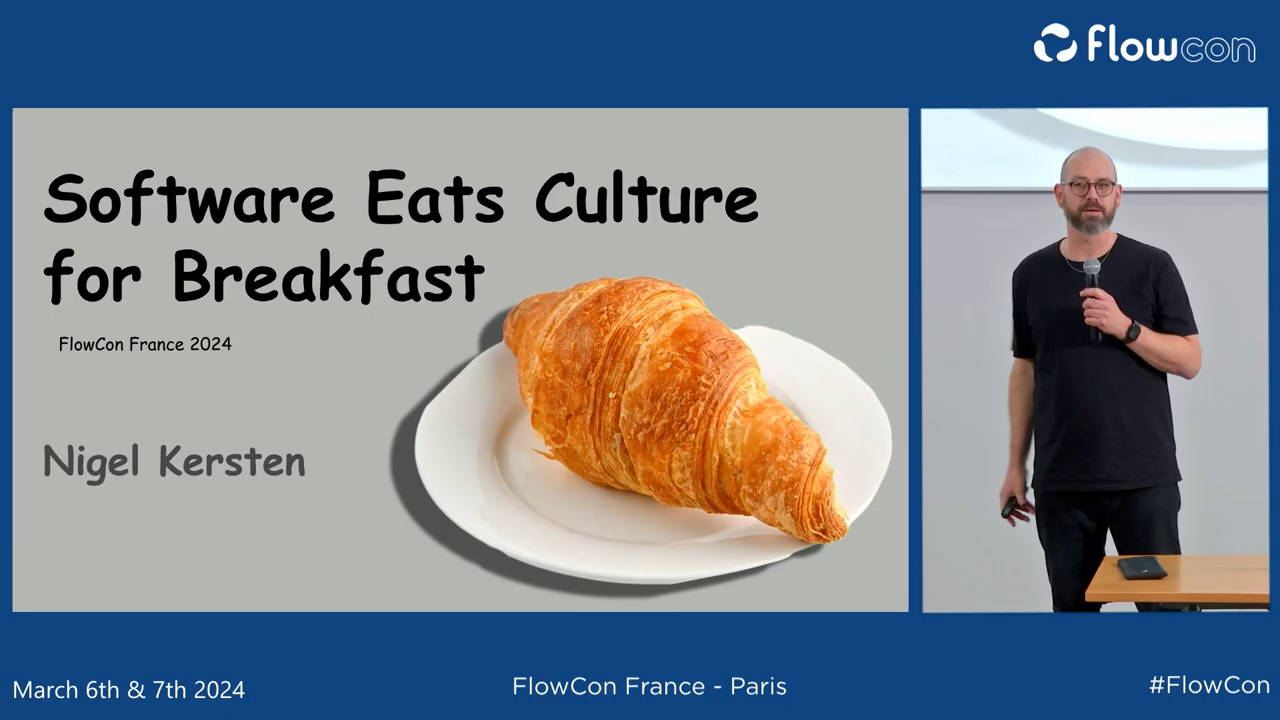 flowcon
Software Eats Culture
for Breakfast
FlowCon France 2024
Nigel Kersten
March 6th & 7th 2024
FlowCon France - Paris
#FlowCon